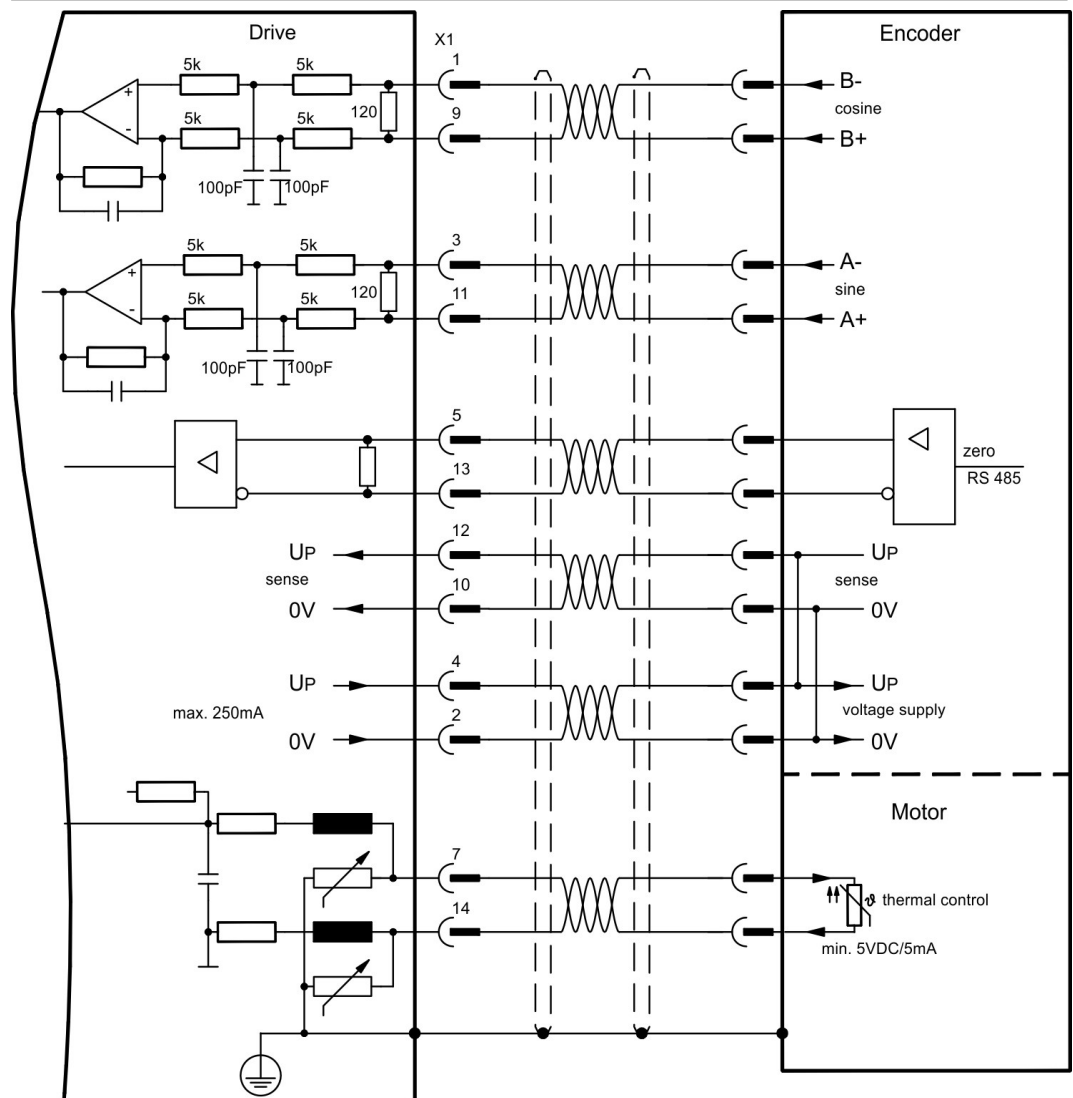 Drive
X1
Encoder
1
5k
5k
B-
cosine
+
120
-
5k
5k
9
B+
100pF
100pF
3
5k
5k
A-
sine
+
120
-
5k
5k
11
A+
100pF
100pF
5
zero
RS 485
13
12
UP
sense
0V
10
UP
sense
0V
4
UP
max. 250mA
0V
2
UP
voltage supply
0V
Motor
7
ϑ thermal control
14
min. 5VDC/5mA